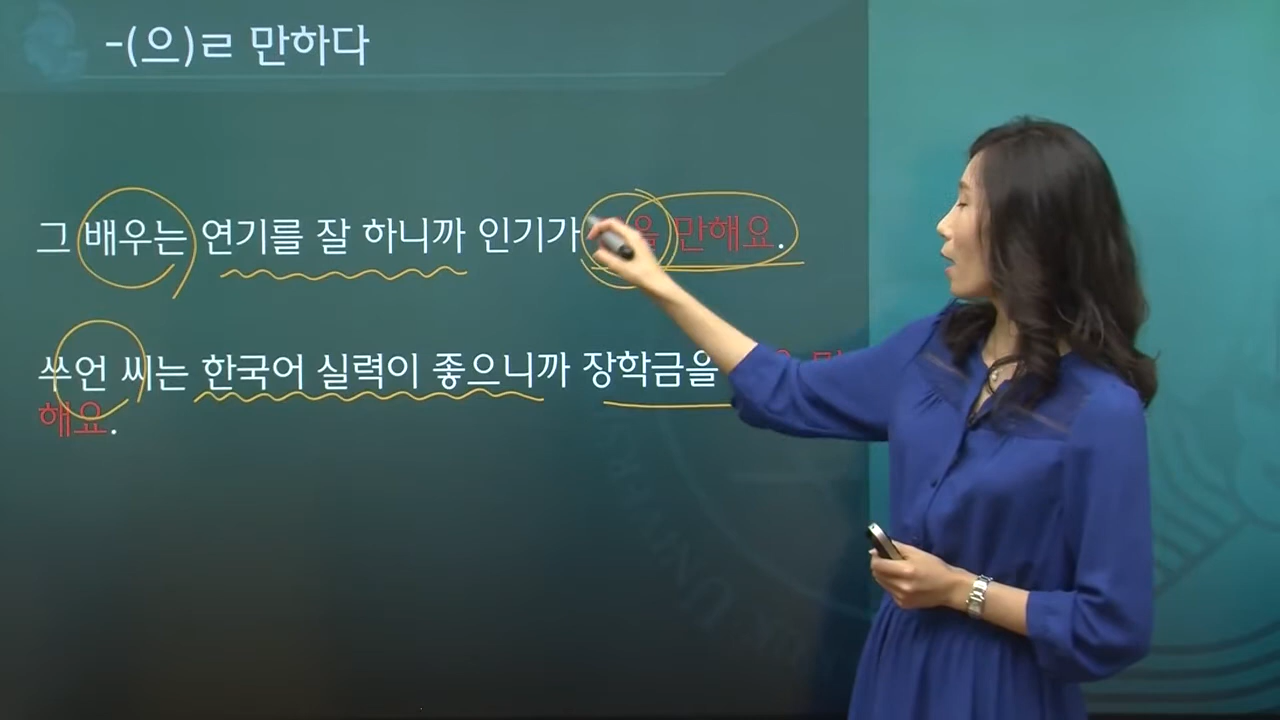 -(으)ㄹ 만하다
그 배우는 연기를 잘 하니까 인기가 만해요.
쓰언 씨는 한국어 실력이 좋으니까 장학금을
해요.